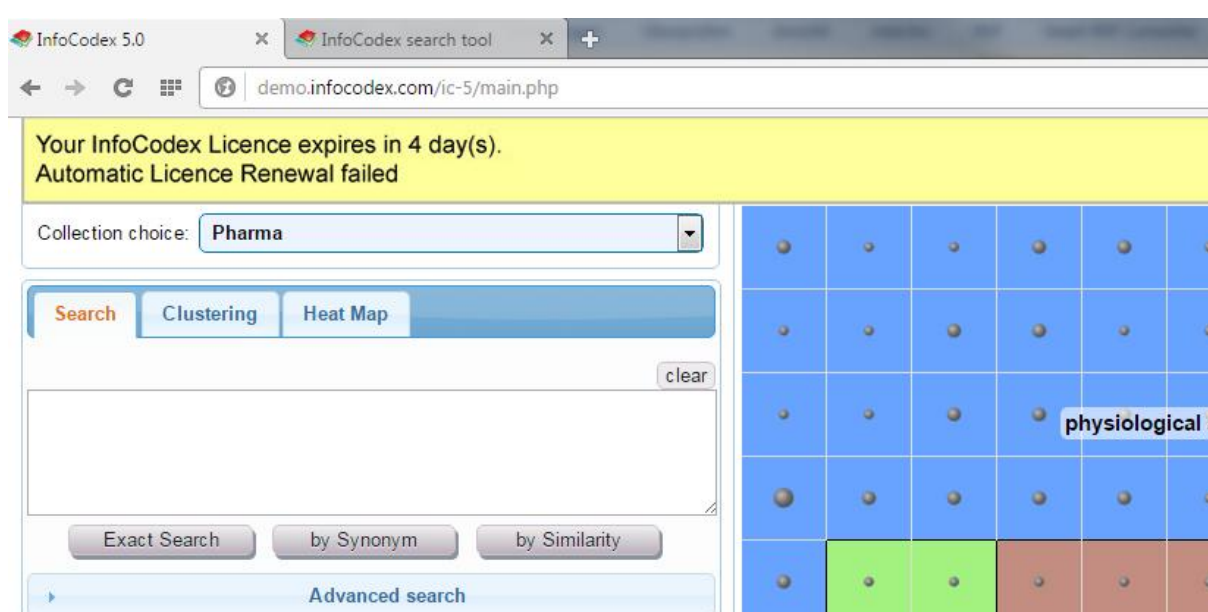 InfoCodex 5.0
InfoCodex search tool
demo.infocodex.com/ic-5/main.php
Your InfoCodex Licence expires in 4 day(s).
Automatic Licence Renewal failed
Collection choice: Pharma
Search Clustering Heat Map
clear
physiological
Exact Search by Synonym by Similarity
Advanced search